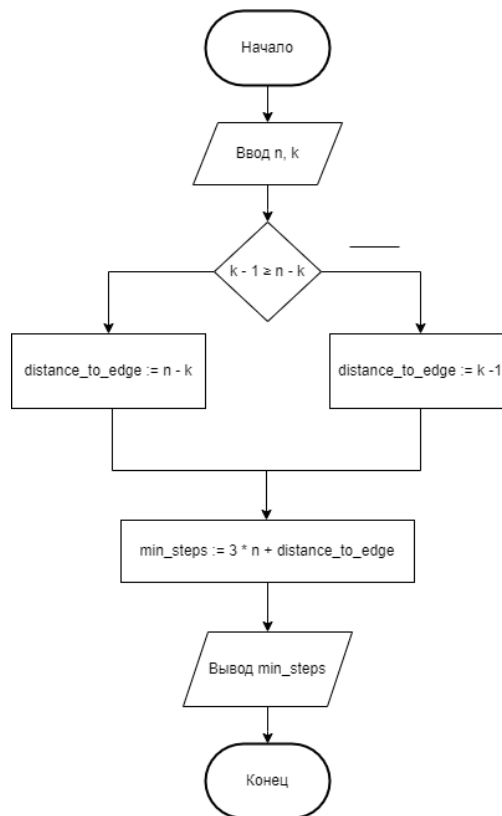 Начало
Ввод n, k
k - 1 ≥ n - k
distance_to_edge := n - k
distance_to_edge := k -1
min_steps := 3 * n + distance_to_edge
Вывод min_steps
Конец